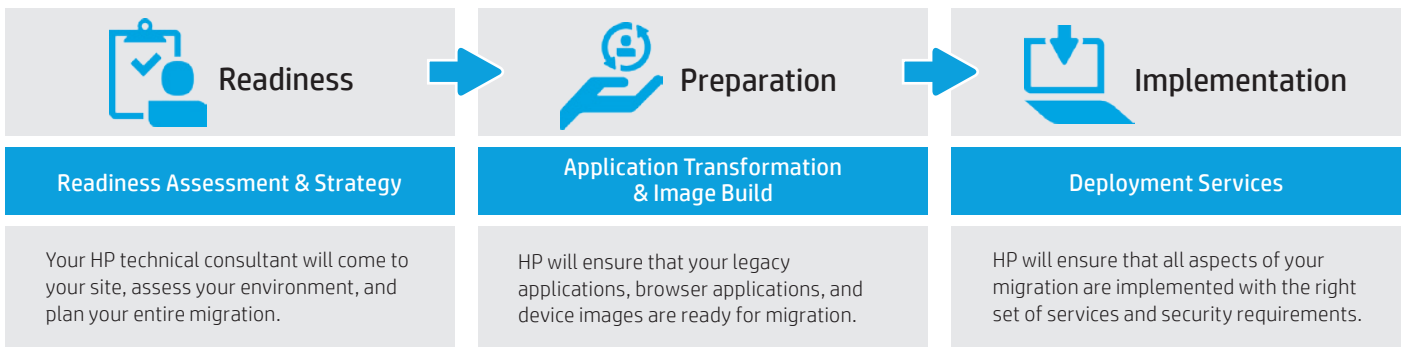 Readiness
Preparation
Implementation
Readiness Assessment & Strategy
Application Transformation
& Image Build
Deployment Services
Your HP technical consultant will come to
your site, assess your environment, and
plan your entire migration.
HP will ensure that your legacy
applications, browser applications, and
device images are ready for migration.
HP will ensure that all aspects of your
migration are implemented with the right
set of services and security requirements.